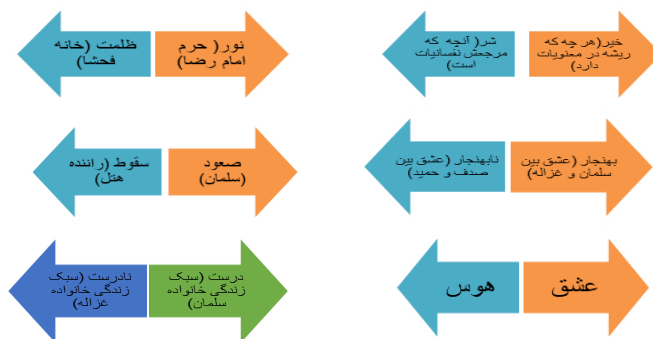 خیر(هر چه که
ریشه در معنویات
دارد)
شر( آنچه که
مرجعش نفسانیات
است)
نور( حرم
امام رضا)
ظلمت (خانه
فحشا)
بهنجار (عشق بین
سلمان و غزاله)
نابهنجار (عشق بین
صدف و حمید)
صعود
(سلمان)
سقوط (راننده
هتل)
عشق
هوس
درست (سبک
زندگی خانواده
سلمان)
نادرست (سبک
زندگی خانواده
غزاله)